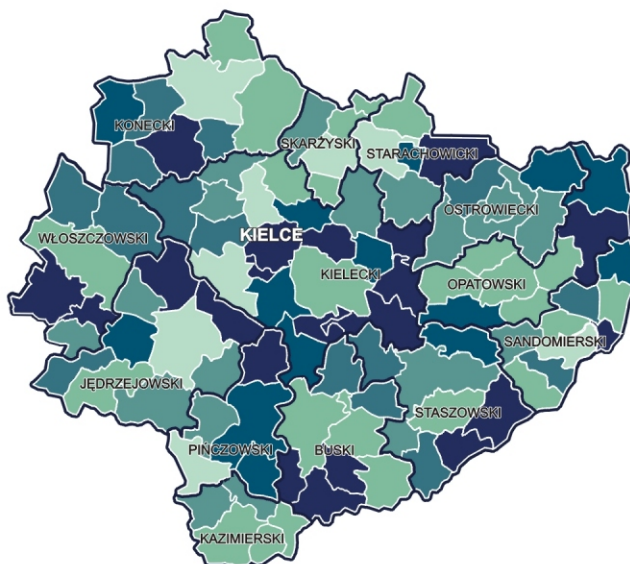 KONECKI
SKARŻYSKI
STARACHOWICKI
OSTROWIECKI
WŁOSZCZOWSKI
KIELCE
KIELECKI
OPATOWSKI
SANDOMIERSKI
JĘDRZEJOWSKI
STASZOWSKI
PIŃCZOWSKI
BUSKI
KAZIMIERSKI